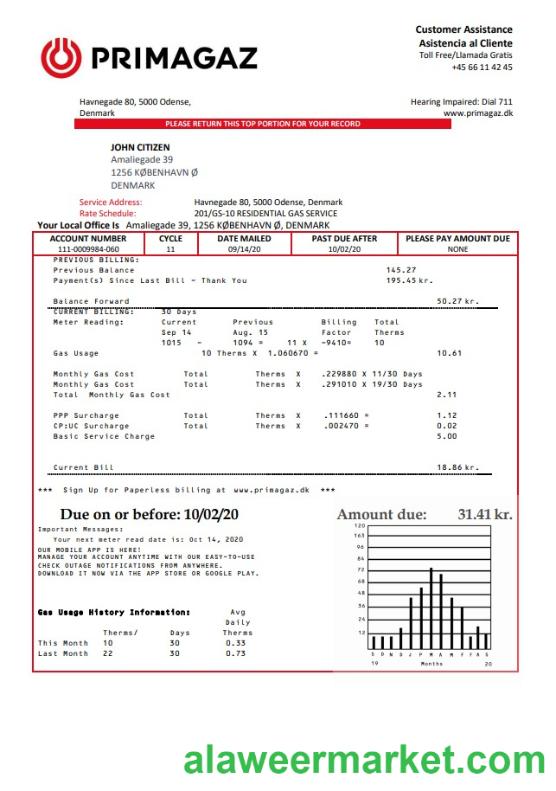 PRIMAGAZ
Customer Assistance
Asistencia al Cliente
Toll Free/Llamada Gratis
+45 66 11 42 45
Havnegade 80, 5000 Odense,
Denmark
Hearing Impaired: Dial 711
www.primagaz.dk
PLEASE RETURN THIS TOP PORTION FOR YOUR RECORD
JOHN CITIZEN
Amaliegade 39
1256 KØBENHAVN Ø
DENMARK
Service Address: Havnegade 80, 5000 Odense, Denmark
Rate Schedule: 201/GS-10 RESIDENTIAL GAS SERVICE
Your Local Office Is Amaliegade 39, 1256 KØBENHAVN Ø, DENMARK
ACCOUNT NUMBER CYCLE DATE MAILED PAST DUE AFTER PLEASE PAY AMOUNT DUE
111-0009984-060 11 09/14/20 10/02/20 NONE
PREVIOUS BILLING:
Previous Balance 145.27
Payment(s) Since Last Bill - Thank You 195.45 kr.
Balance Forward 50.27 kr.
CURRENT BILLING: 30 Days
Meter Reading: Current Previous Billing Total
Sep 14 Aug. 15 Factor Therms
1015 - 1094 = 11 X -9410= 10
Gas Usage 10 Therms X 1.060670 = 10.61
Monthly Gas Cost Total Therms X .229880 X 11/30 Days
Monthly Gas Cost Total Therms X .291010 X 19/30 Days
Total Monthly Gas Cost 2.11
PPP Surcharge Total Therms X .111660 = 1.12
CP:UC Surcharge Total Therms X .002470 = 0.02
Basic Service Charge 5.00
Current Bill 18.86 kr.
*** Sign Up for Paperless billing at www.primagaz.dk ***
Due on or before: 10/02/20
Amount due: 31.41 kr.
Important Messages:
Your next meter read date is: Oct 14, 2020
OUR MOBILE APP IS HERE!
MANAGE YOUR ACCOUNT ANYTIME WITH OUR EASY-TO-USE
CHECK OUTAGE NOTIFICATIONS FROM ANYWHERE.
DOWNLOAD IT NOW VIA THE APP STORE OR GOOGLE PLAY.
Gas Usage History Information: Avg
Daily
Therms/ Days Therms
This Month 10 30 0.33
Last Month 22 30 0.73
120
163
96
84
72
68
48
36
24
12
S O N D J F M A M J F A S
19 Months 20
alaweermarket.com